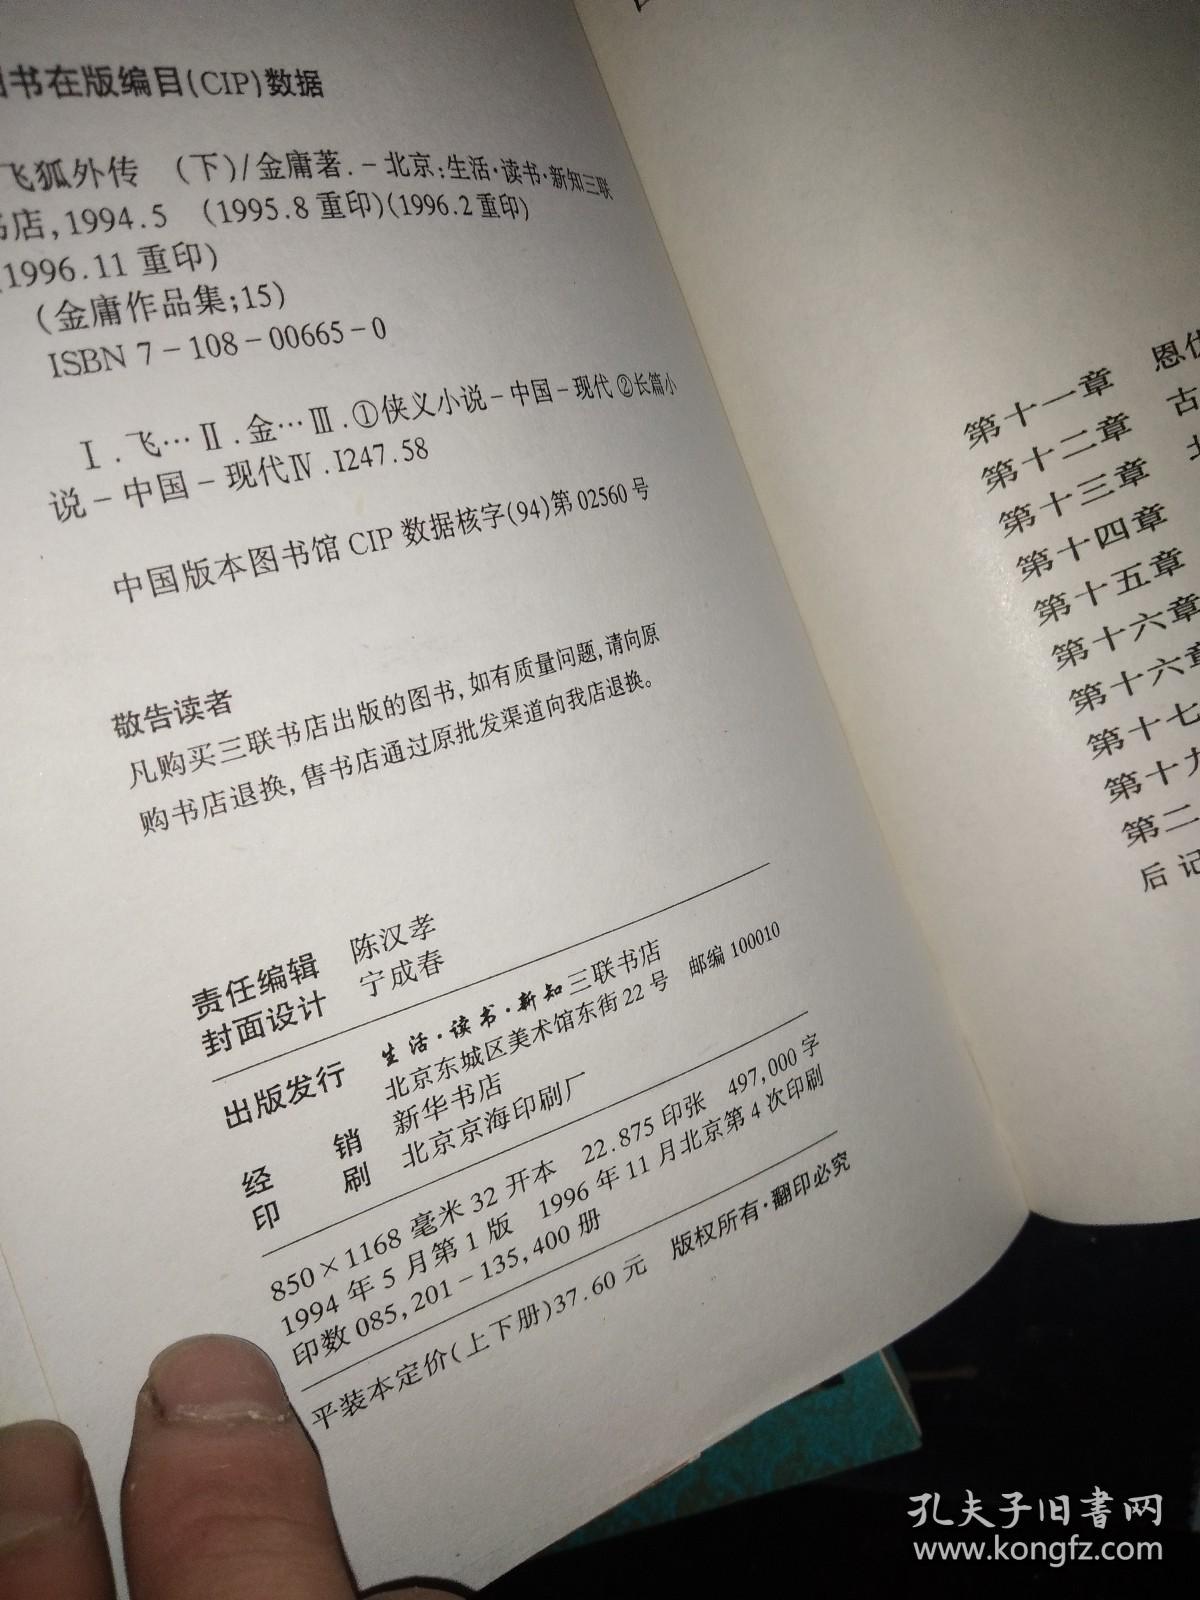 书在版编目(CIP)数据
飞狐外传 (下)/金庸著.-北京:生活·读书·新知三联
书店,1994.5 (1995.8重印)(1996.2重印)
(1996.11重印)
(金庸作品集;15)
ISBN 7-108-00665-0
Ⅰ.飞… Ⅱ.金… Ⅲ.①侠义小说-中国-现代②长篇小
说-中国-现代Ⅳ.I247.58
中国版本图书馆CIP数据核字(94)第02560号
敬告读者
凡购买三联书店出版的图书,如有质量问题,请向原
购书店退换,售书店通过原批发渠道向我店退换。
责任编辑 陈汉孝
封面设计 宁成春
出版发行 生活·读书·新知三联书店
北京东城区美术馆东街22号 邮编100010
经销 新华书店
印刷 北京京海印刷厂
850×1168毫米32开本 22.875印张 497,000字
1994年5月第1版 1996年11月北京第4次印刷
印数085,201-135,400册
平装本定价(上下册)37.60元 版权所有·翻印必究
第十一章 恩仇
第十二章 古
第十三章 北
第十四章
第十五章
第十六章
第十六章
第十七
第十九
第二
后记
孔夫子旧書网
www.kongfz.com